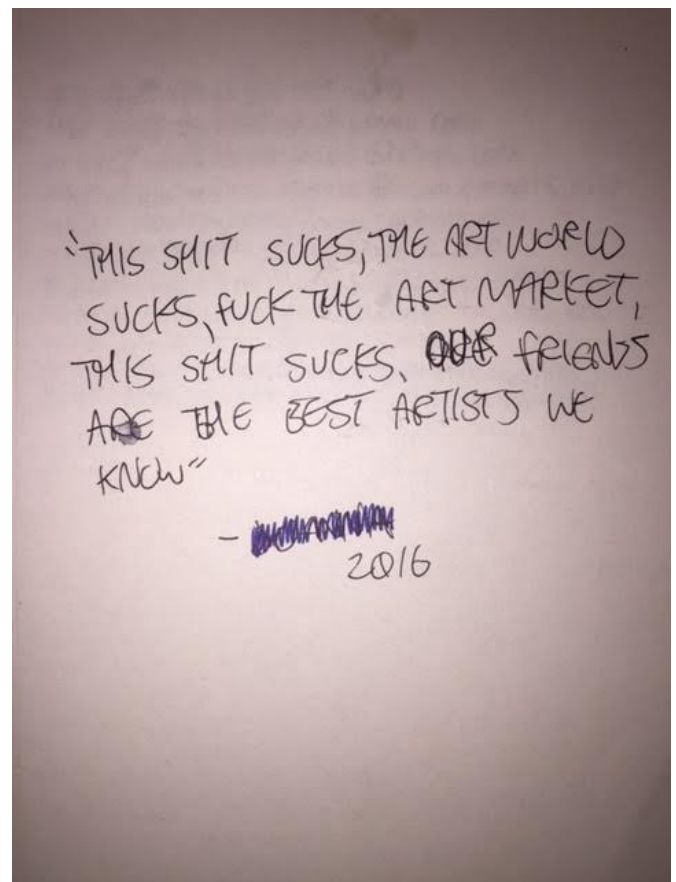 "THIS SHIT SUCKS, THE ART WORLD
SUCKS, FUCK THE ART MARKET,
THIS SHIT SUCKS. OUR FRIENDS
ARE THE BEST ARTISTS WE
KNOW"
-
2016